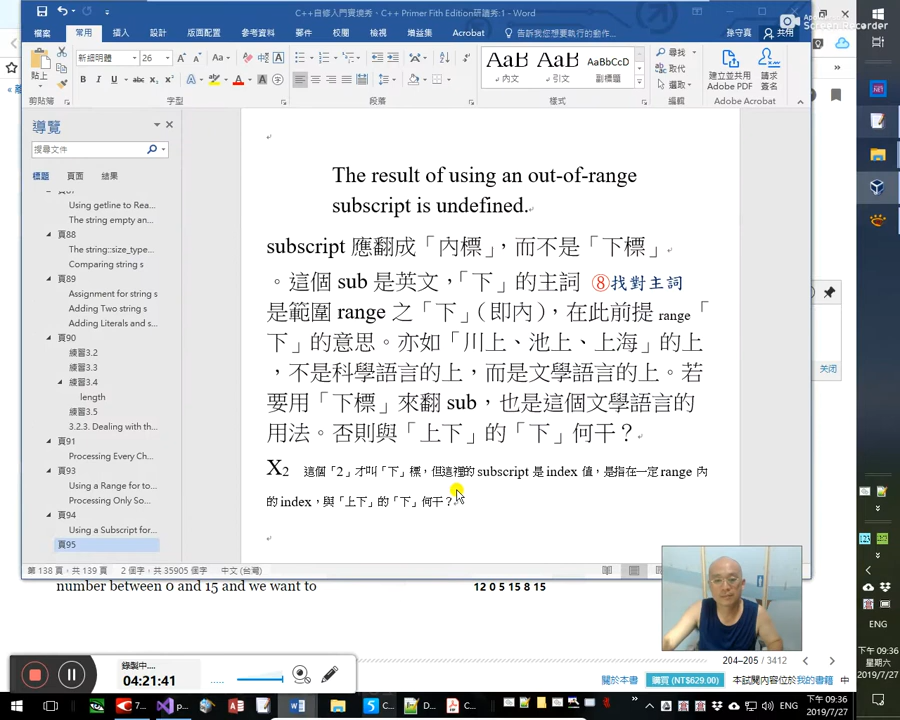 C++自修入門實境秀、C++ Primer Fith Edition研讀秀:1 - Word
Screen Recorder
檔案 常用 插入 設計 版面配置 參考資料 郵件 校閱 檢視 增益集 Acrobat 告訴我您想要執行的動作... 孫守真 共用
新細明體 26
貼上
B I U abc X₂ X²
AaBb AaBb AaBbCcD
內文 引文 副標題
尋找
取代
選取
建立並共用 Adobe PDF
請求簽名
剪貼簿 字型 段落 樣式 編輯 Adobe Acrobat
導覽
搜尋文件
標題 頁面 結果
Using getline to Rea...
The string empty an...
頁88
The string::size_type...
Comparing string s
頁89
Assignment for string s
Adding Two string s
Adding Literals and s...
頁90
練習3.2
練習3.3
練習3.4
length
練習3.5
3.2.3. Dealing with th...
頁91
Processing Every Ch...
頁93
Using a Range for to...
Processing Only So...
頁94
Using a Subscript for...
頁95
The result of using an out-of-range
subscript is undefined.
subscript 應翻成「內標」，而不是「下標」
。這個 sub 是英文，「下」的主詞 ⑧找對主詞
是範圍 range 之「下」（即內），在此前提 range「
下」的意思。亦如「川上、池上、上海」的上
，不是科學語言的上，而是文學語言的上。若
要用「下標」來翻 sub，也是這個文學語言的
用法。否則與「上下」的「下」何干？
X2 這個「2」才叫「下」標，但這裡的 subscript 是 index 值，是指在一定 range 內
的 index，與「上下」的「下」何干？
第 138 頁，共 139 頁 2 個字，共 35905 個字 中文 (台灣)
關閉
number between 0 and 15 and we want to
12 0 5 15 8 15
錄製中....
04:21:41
204–205 / 3412
關於本書 購買 (NT$629.00) 本試閱內容位於我的書籍 中
ENG
下午 09:36
星期六
2019/7/27
ENG
下午 09:36
2019/7/27